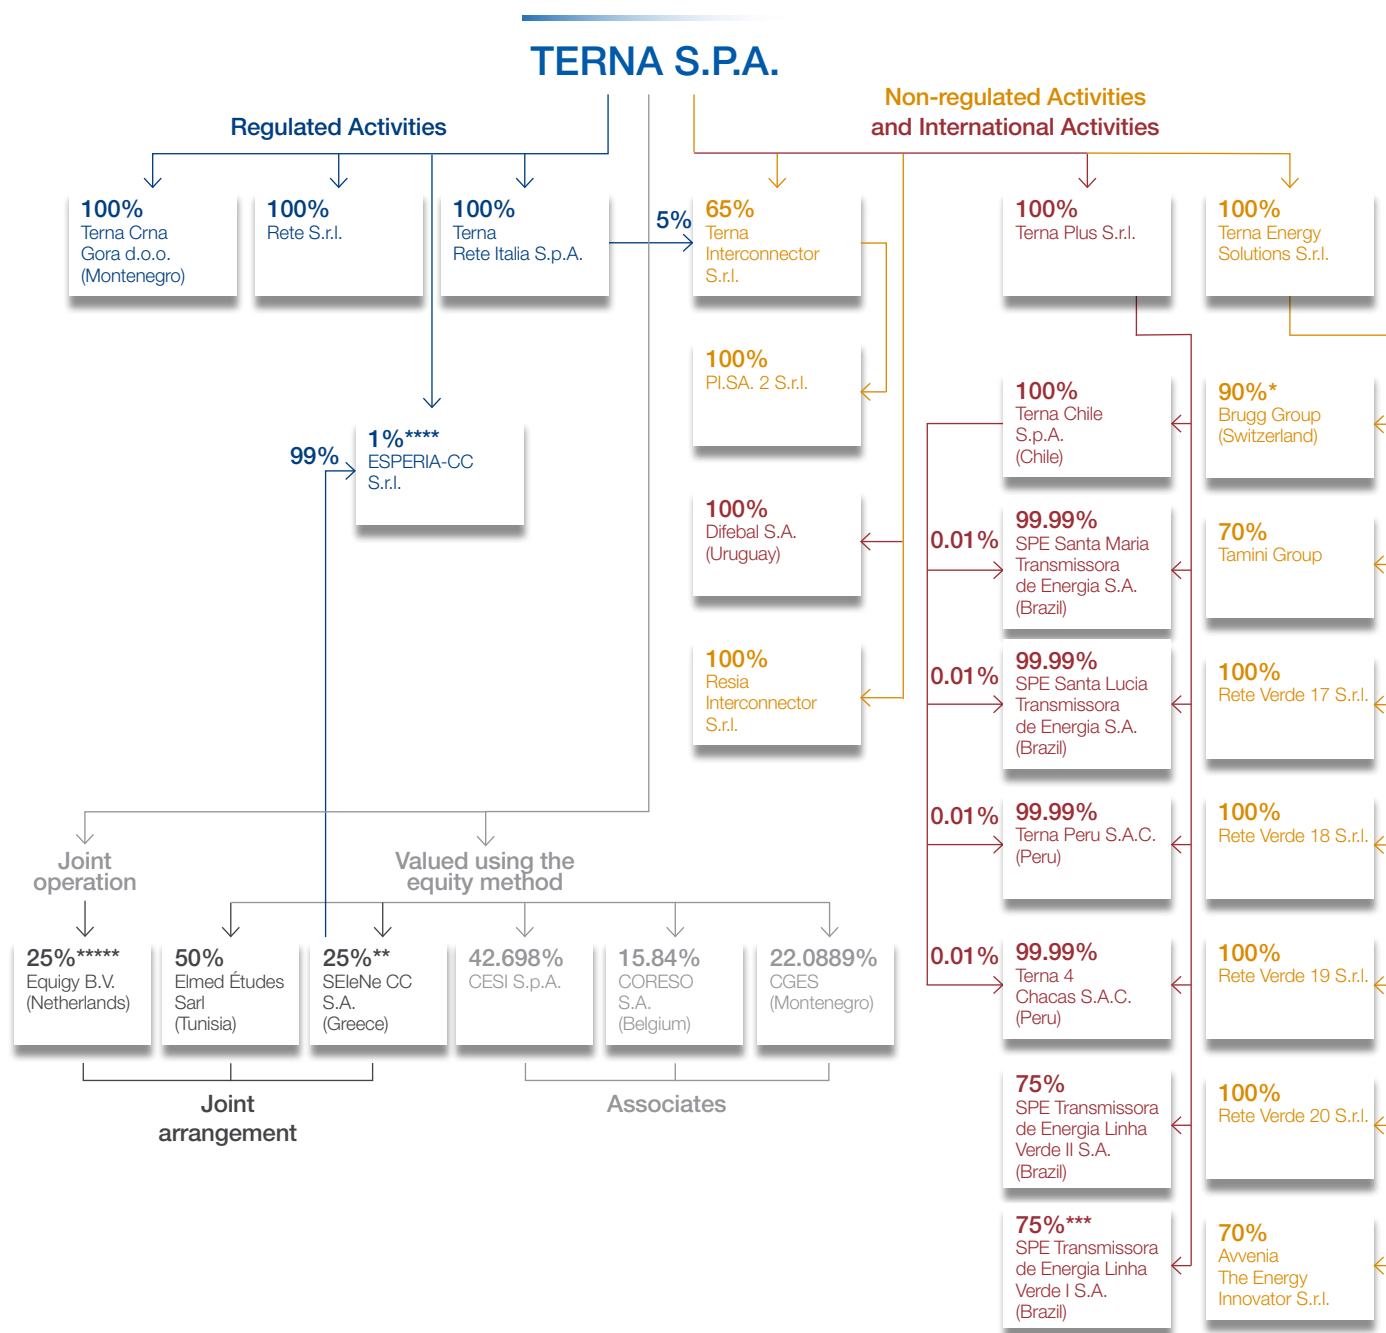 TERNA S.P.A.
Regulated Activities
Non-regulated Activities
and International Activities
100%
Terna Crna
Gora d.o.o.
(Montenegro)
100%
Rete S.r.l.
100%
Terna
Rete Italia S.p.A.
5%
65%
Terna
Interconnector
S.r.l.
100%
Terna Plus S.r.l.
100%
Terna Energy
Solutions S.r.l.
100%
PI.SA. 2 S.r.l.
99%
1%****
ESPERIA-CC
S.r.l.
100%
Difebal S.A.
(Uruguay)
100%
Resia
Interconnector
S.r.l.
100%
Terna Chile
S.p.A.
(Chile)
0.01%
99.99%
SPE Santa Maria
Transmissora
de Energia S.A.
(Brazil)
0.01%
99.99%
SPE Santa Lucia
Transmissora
de Energia S.A.
(Brazil)
0.01%
99.99%
Terna Peru S.A.C.
(Peru)
0.01%
99.99%
Terna 4
Chacas S.A.C.
(Peru)
75%
SPE Transmissora
de Energia Linha
Verde II S.A.
(Brazil)
75%***
SPE Transmissora
de Energia Linha
Verde I S.A.
(Brazil)
90%*
Brugg Group
(Switzerland)
70%
Tamini Group
100%
Rete Verde 17 S.r.l.
100%
Rete Verde 18 S.r.l.
100%
Rete Verde 19 S.r.l.
100%
Rete Verde 20 S.r.l.
70%
Avvenia
The Energy
Innovator S.r.l.
Joint
operation
Valued using the
equity method
25%*****
Equigy B.V.
(Netherlands)
50%
Elmed Études
Sarl
(Tunisia)
25%**
SEleNe CC
S.A.
(Greece)
42.698%
CESI S.p.A.
15.84%
CORESO
S.A.
(Belgium)
22.0889%
CGES
(Montenegro)
Joint
arrangement
Associates